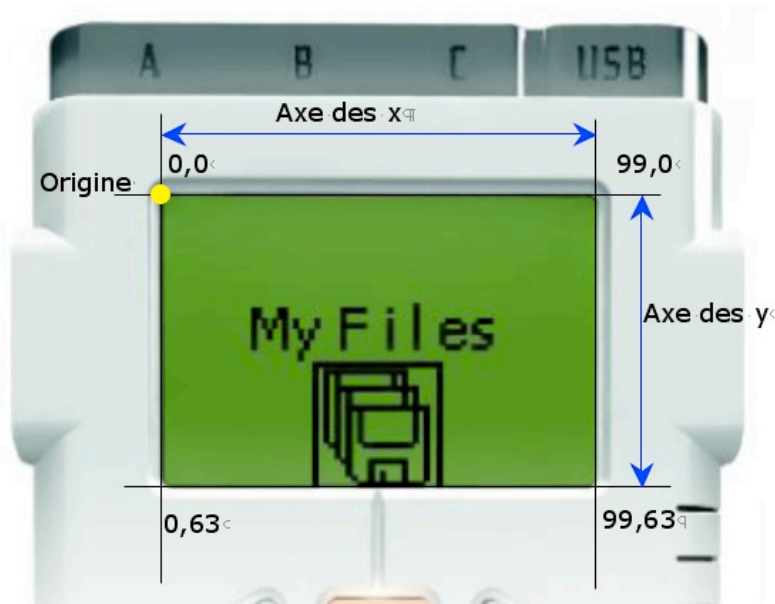 A B C USB
Axe des x
0,0 99,0
Origine
My Files
Axe des y
0,63 99,63